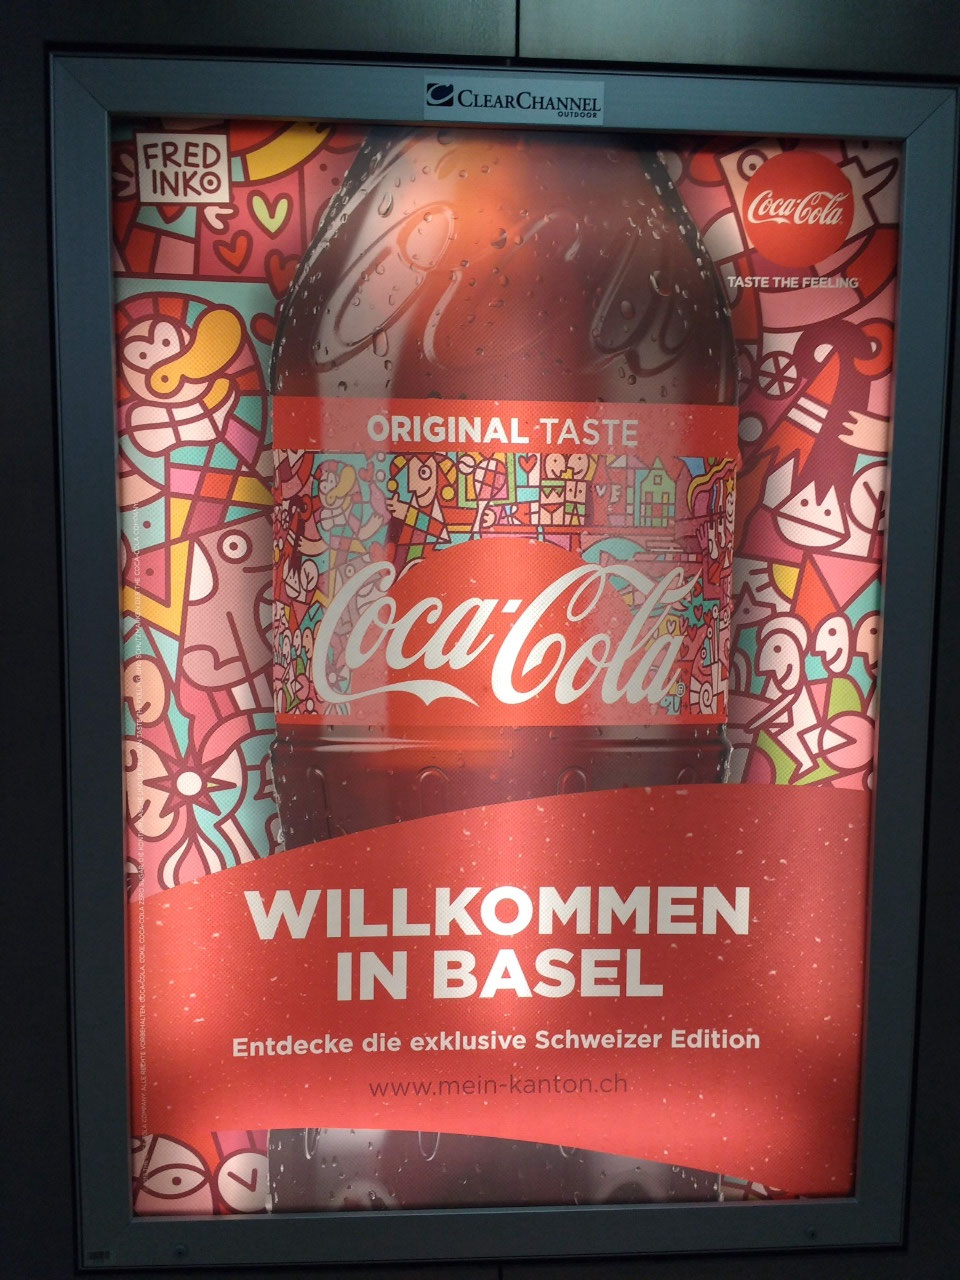 CLEARCHANNEL
OUTDOOR
FRED
INKO
Coca-Cola
TASTE THE FEELING
ORIGINAL TASTE
Coca-Cola
WILLKOMMEN
IN BASEL
Entdecke die exklusive Schweizer Edition
www.mein-kanton.ch